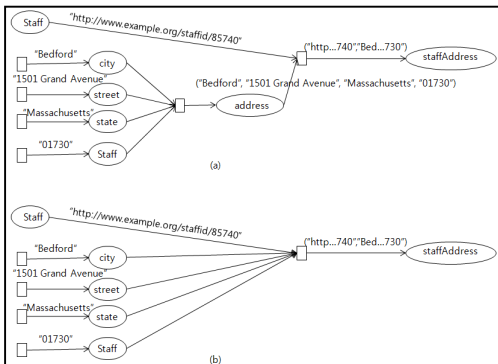 Staff
"http://www.example.org/staffid/85740"
("http...740","Bed...730")
staffAddress
"Bedford"
city
("Bedford", "1501 Grand Avenue", "Massachusetts", "01730")
"1501 Grand Avenue"
street
address
"Massachusetts"
state
"01730"
Staff
(a)
Staff
"http://www.example.org/staffid/85740"
("http...740","Bed...730")
staffAddress
"Bedford"
city
"1501 Grand Avenue"
street
"Massachusetts"
state
"01730"
Staff
(b)